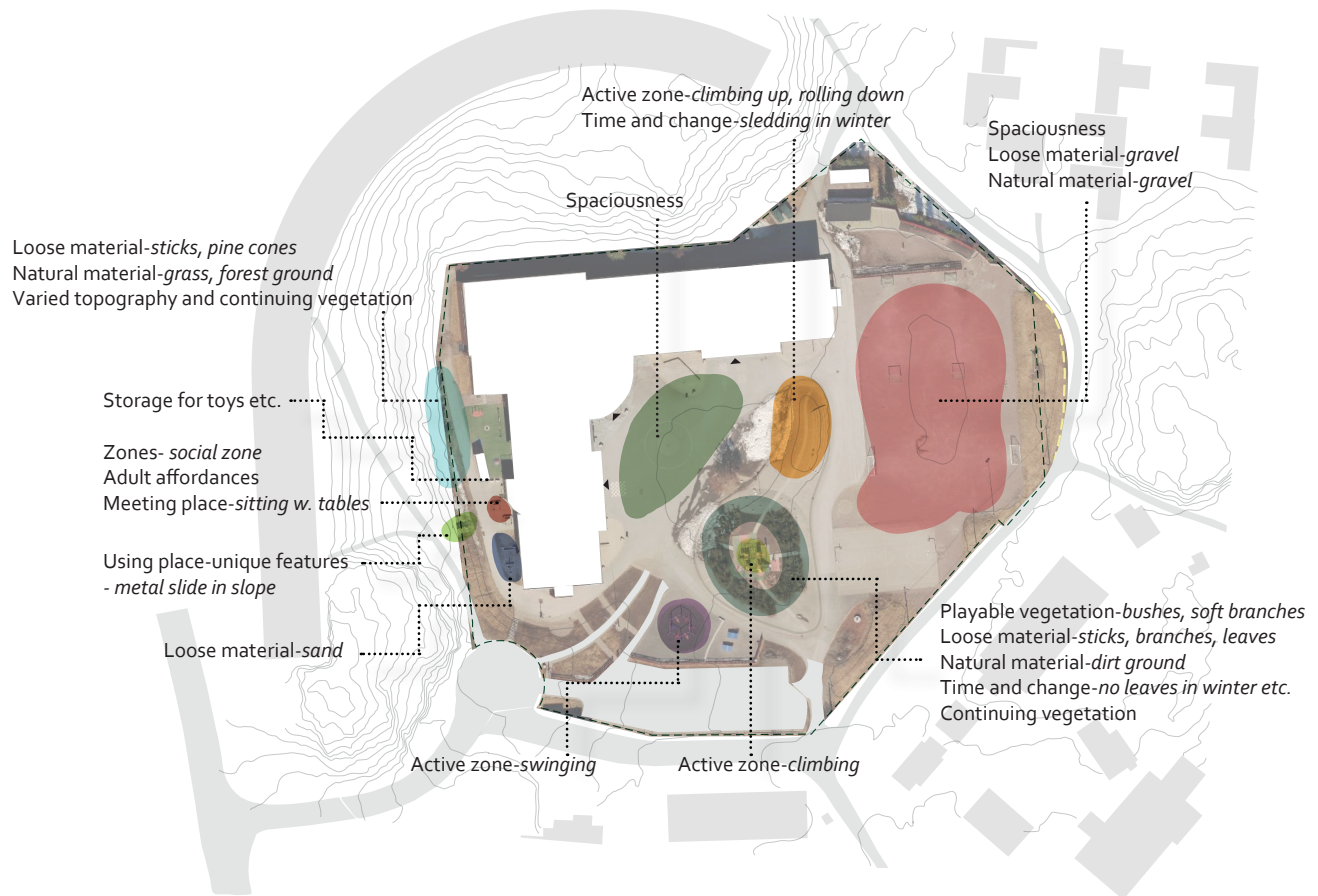 Active zone-climbing up, rolling down
Time and change-sledding in winter
Spaciousness
Loose material-gravel
Natural material-gravel
Spaciousness
Loose material-sticks, pine cones
Natural material-grass, forest ground
Varied topography and continuing vegetation
Storage for toys etc.
Zones- social zone
Adult affordances
Meeting place-sitting w. tables
Using place-unique features
- metal slide in slope
Loose material-sand
Playable vegetation-bushes, soft branches
Loose material-sticks, branches, leaves
Natural material-dirt ground
Time and change-no leaves in winter etc.
Continuing vegetation
Active zone-swinging
Active zone-climbing